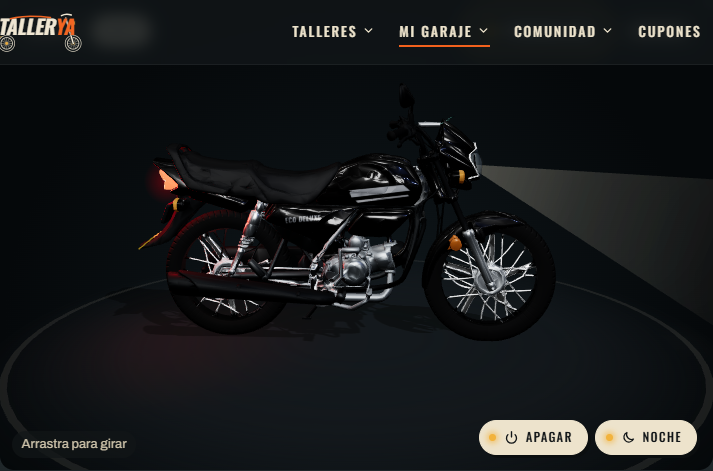 TALLERYA
TALLERES
MI GARAJE
COMUNIDAD
CUPONES
ECO DELUXE
Arrastra para girar
APAGAR
NOCHE